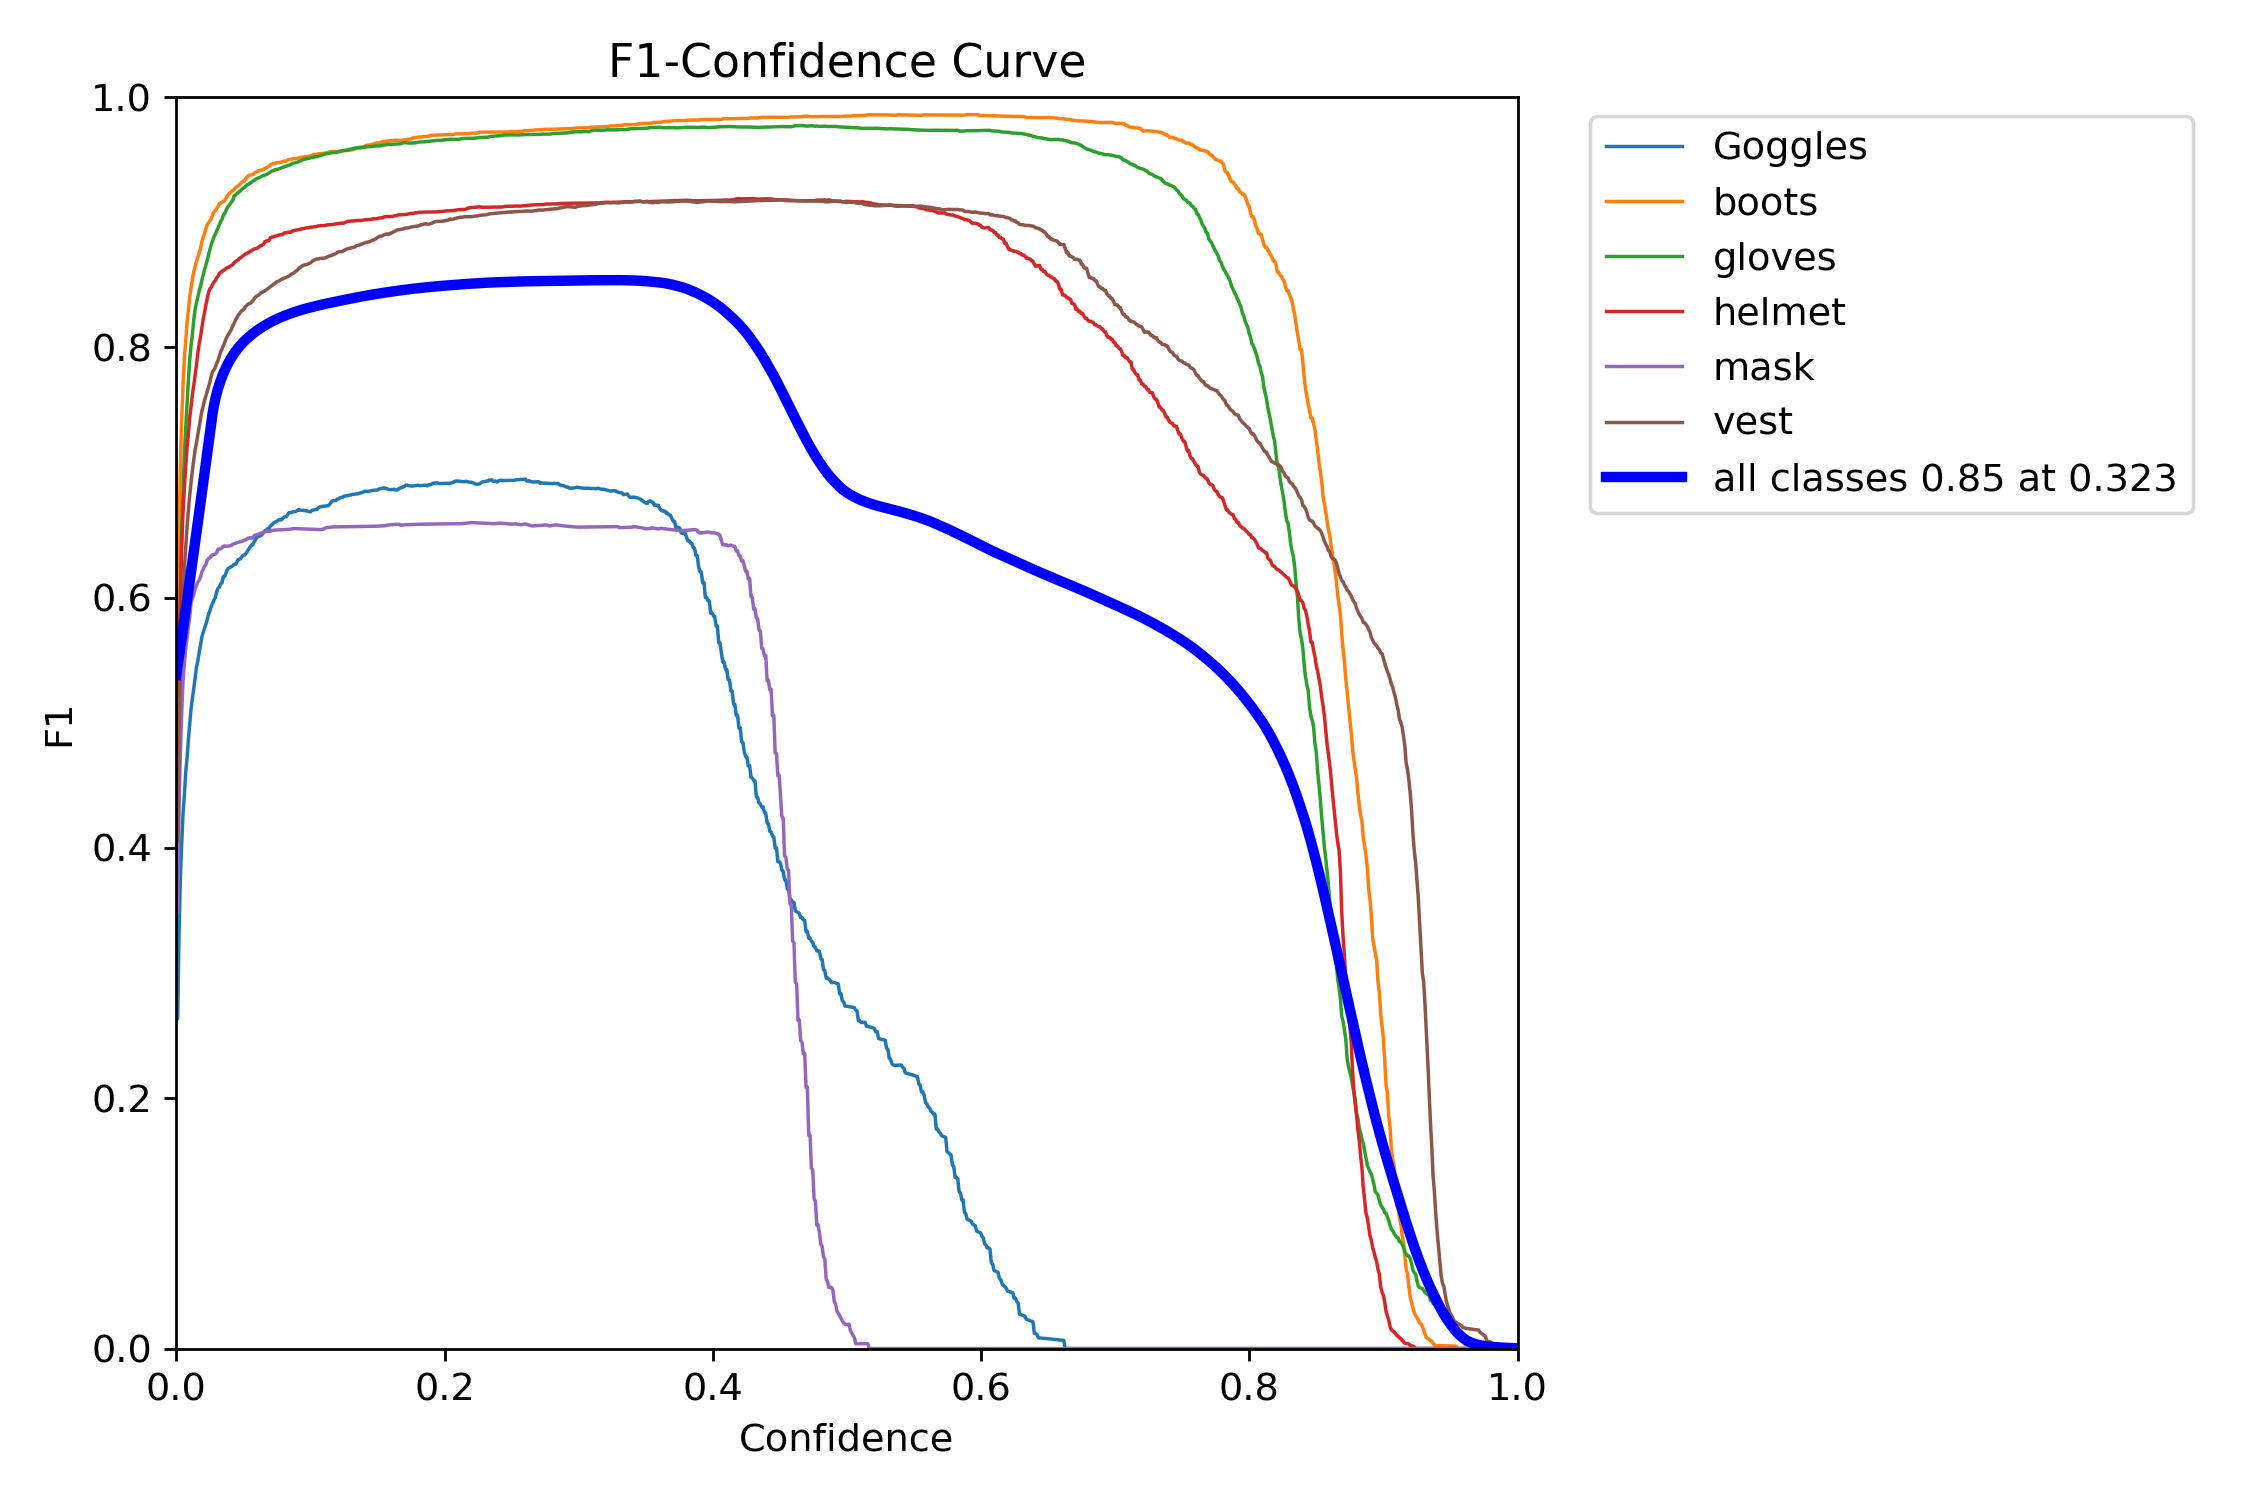 F1-Confidence Curve
1.0
0.8
0.6
0.4
0.2
0.0
F1
0.0 0.2 0.4 0.6 0.8 1.0
Confidence
Goggles
boots
gloves
helmet
mask
vest
all classes 0.85 at 0.323